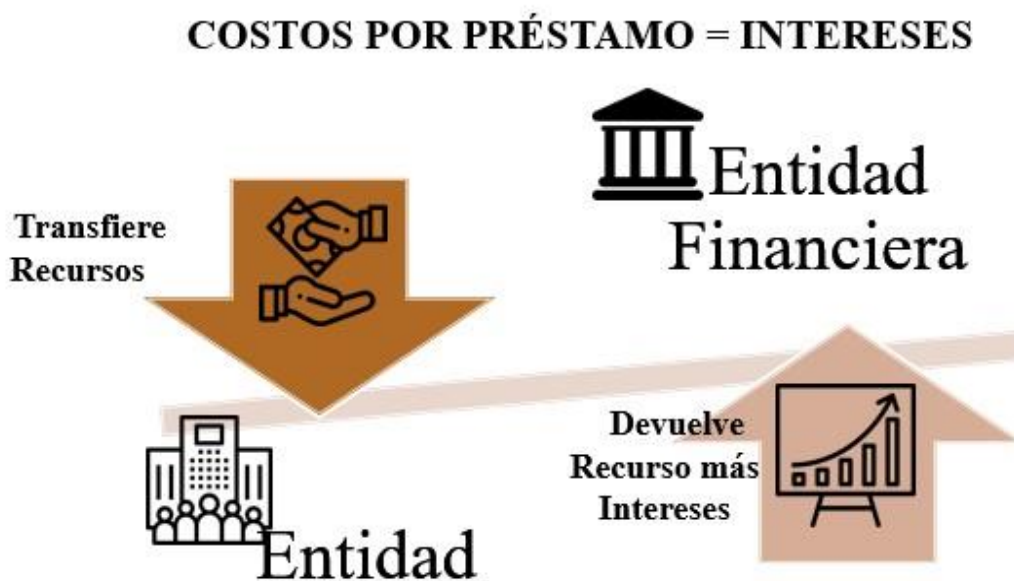 COSTOS POR PRÉSTAMO = INTERESES
Entidad
Financiera
Transfiere
Recursos
Devuelve
Recurso más
Intereses
Entidad